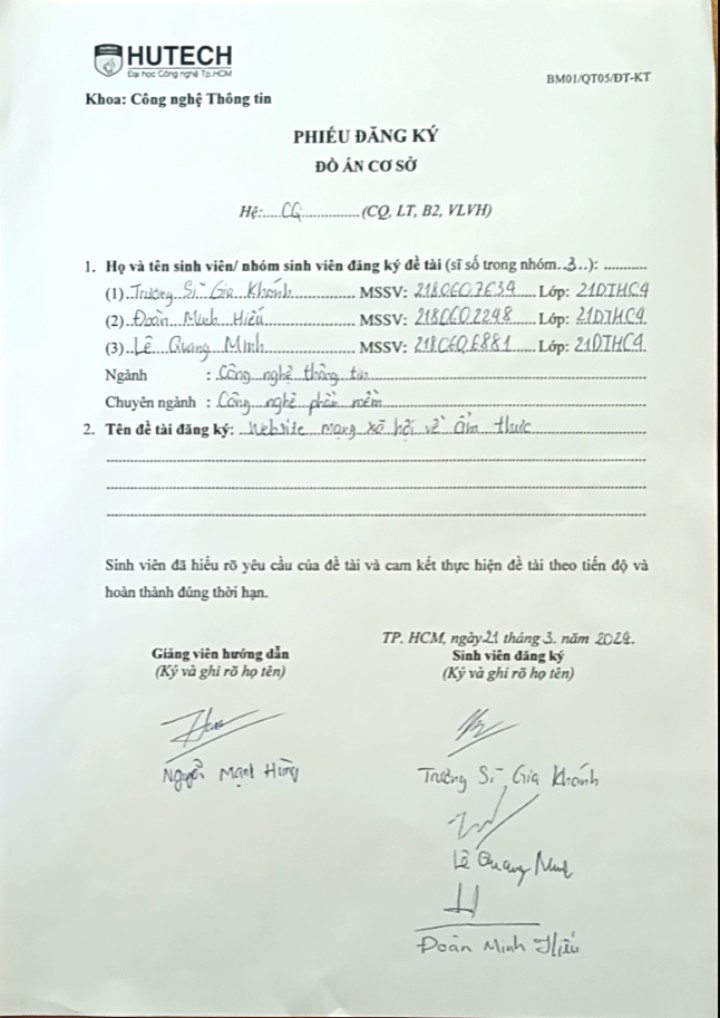 HUTECH
Đại học Công nghệ Tp.HCM
BM01/QT05/ĐT-KT
Khoa: Công nghệ Thông tin
PHIẾU ĐĂNG KÝ
ĐỒ ÁN CƠ SỞ
Hệ:.....CQ...............(CQ, LT, B2, VLVH)
1. Họ và tên sinh viên/ nhóm sinh viên đăng ký đề tài (sĩ số trong nhóm..3..): ...........
(1) Trương Sĩ Gia Khánh MSSV: 2180607634 Lớp: 21DTHC4
(2) Đoàn Minh Hiếu MSSV: 2180602248 Lớp: 21DTHC4
(3) Lê Quang Minh MSSV: 2180606881 Lớp: 21DTHC4
Ngành : Công nghệ thông tin
Chuyên ngành : Công nghệ phần mềm
2. Tên đề tài đăng ký: Website mạng xã hội về ẩm thực
Sinh viên đã hiểu rõ yêu cầu của đề tài và cam kết thực hiện đề tài theo tiến độ và
hoàn thành đúng thời hạn.
TP. HCM, ngày 21 tháng 3. năm 2024.
Giảng viên hướng dẫn
(Ký và ghi rõ họ tên)
Sinh viên đăng ký
(Ký và ghi rõ họ tên)
Nguyễn Mạnh Hùng
Trương Sĩ Gia Khánh
Lê Quang Minh
Đoàn Minh Hiếu